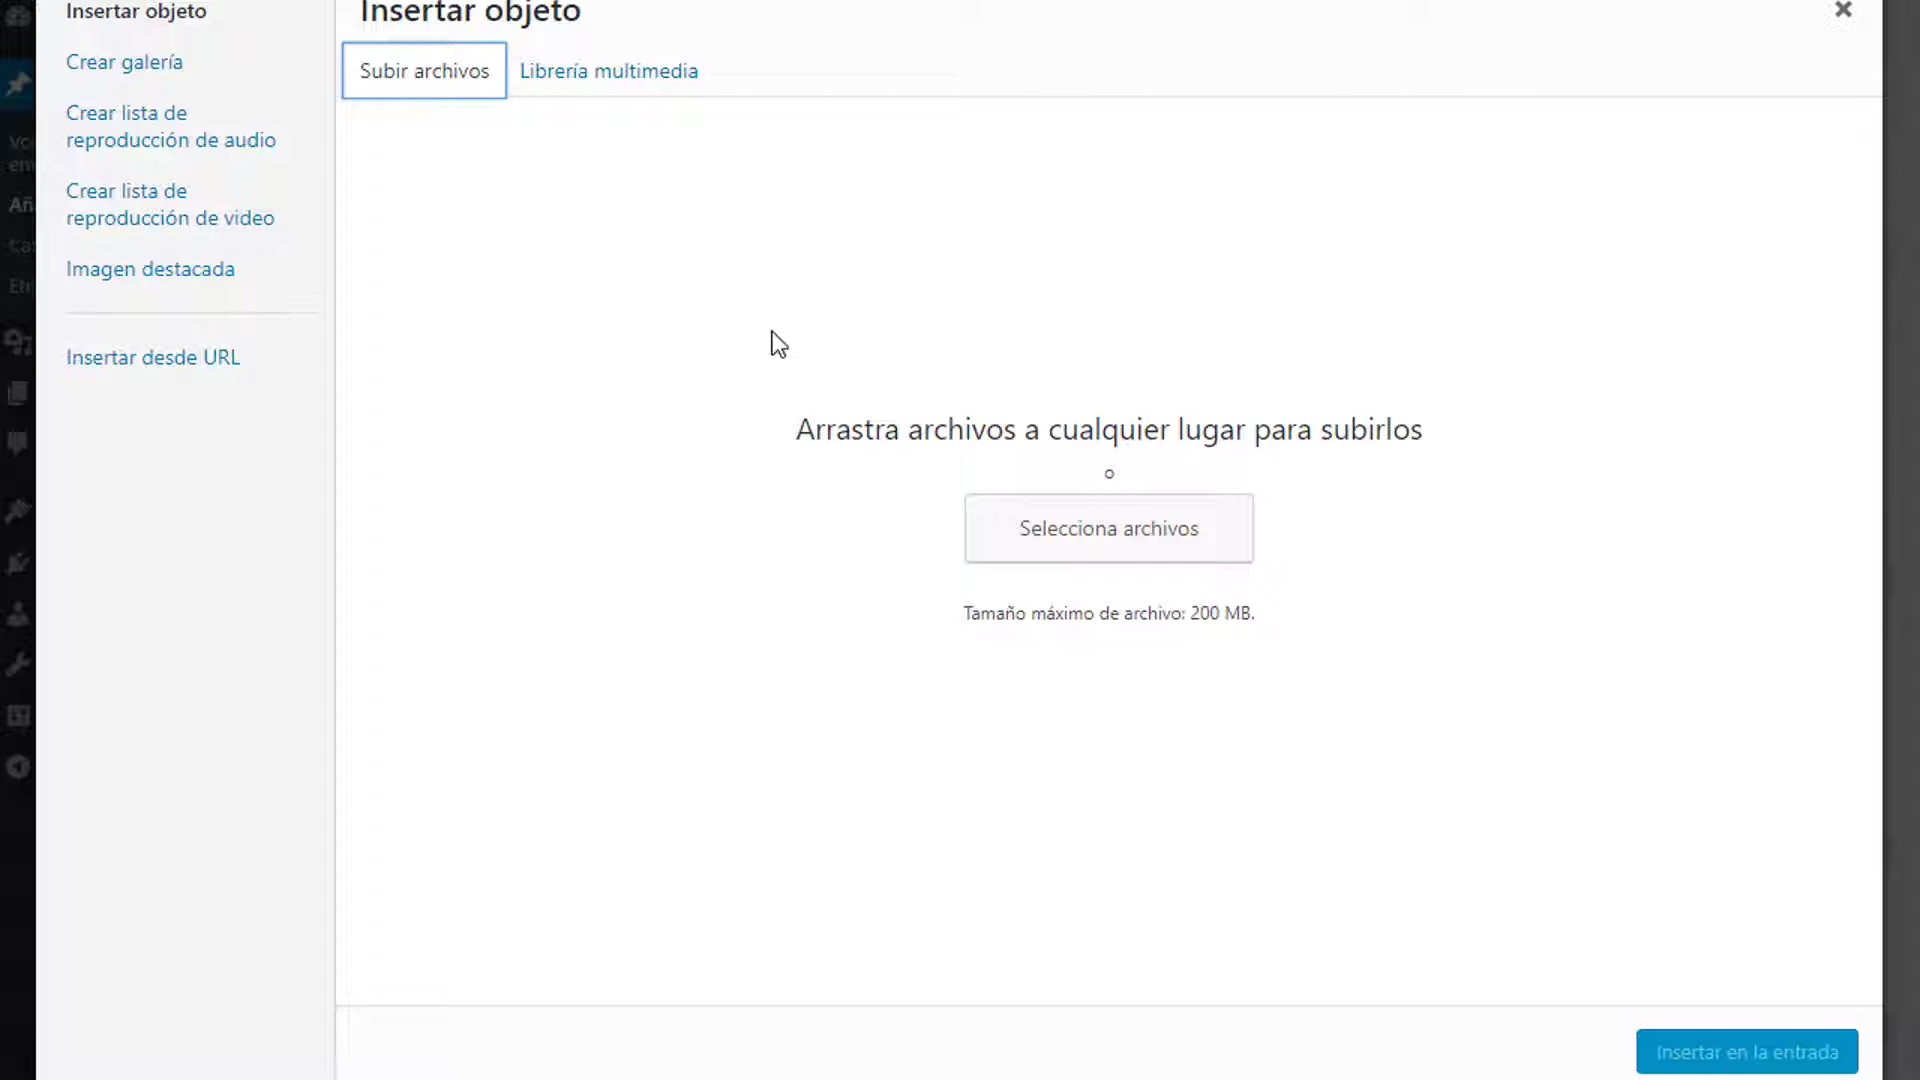 Insertar objeto
Crear galería
Crear lista de
reproducción de audio
Crear lista de
reproducción de video
Imagen destacada
Insertar desde URL
Insertar objeto
Subir archivos
Librería multimedia
Arrastra archivos a cualquier lugar para subirlos
o
Selecciona archivos
Tamaño máximo de archivo: 200 MB.
Insertar en la entrada